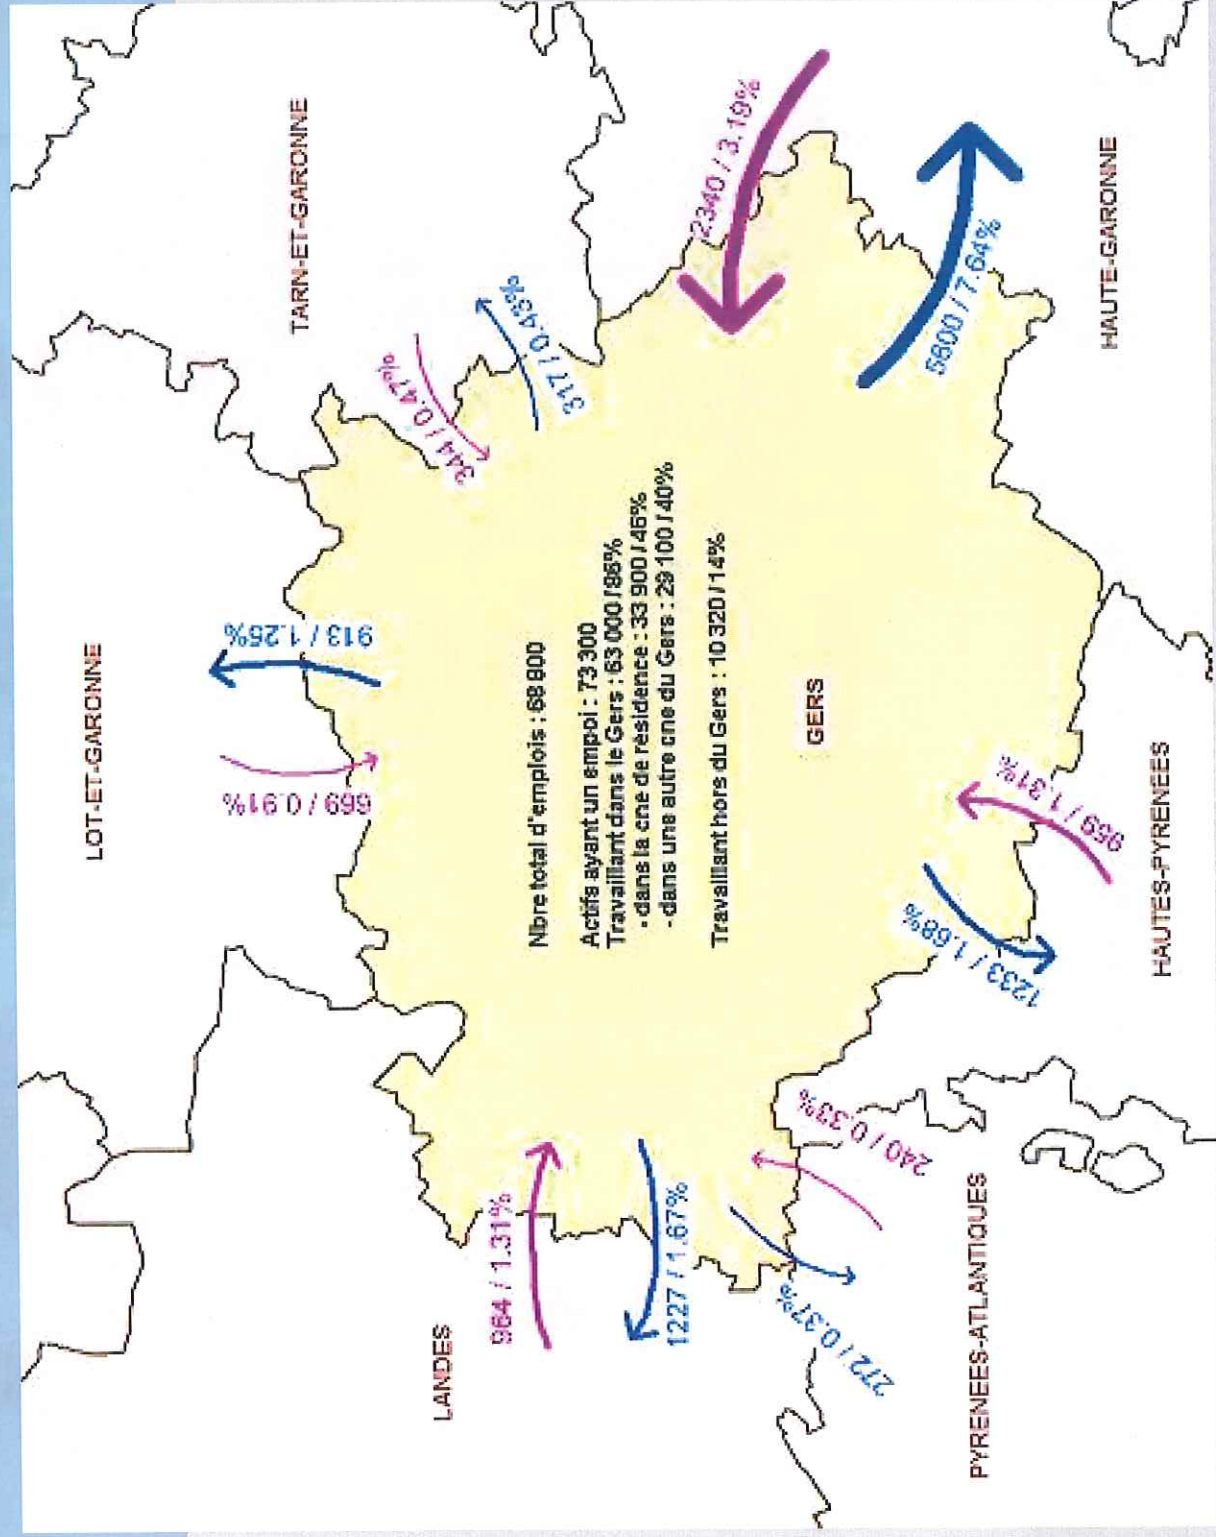 LOT-ET-GARONNE
TARN-ET-GARONNE
669 / 0.91%
913 / 1.25%
344 / 0.47%
317 / 0.43%
LANDES
964 / 1.31%
1227 / 1.67%
Nbre total d'emplois : 68 800
Actifs ayant un empoi : 73 300
Travaillant dans le Gers : 63 000 / 86%
- dans la cne de résidence : 33 900 / 46%
- dans une autre cne du Gers : 29 100 / 40%
Travaillant hors du Gers : 10 320 / 14%
2340 / 3.19%
GERS
5600 / 7.64%
272 / 0.37%
240 / 0.33%
1233 / 1.68%
959 / 1.31%
PYRENEES-ATLANTIQUES
HAUTES-PYRENEES
HAUTE-GARONNE